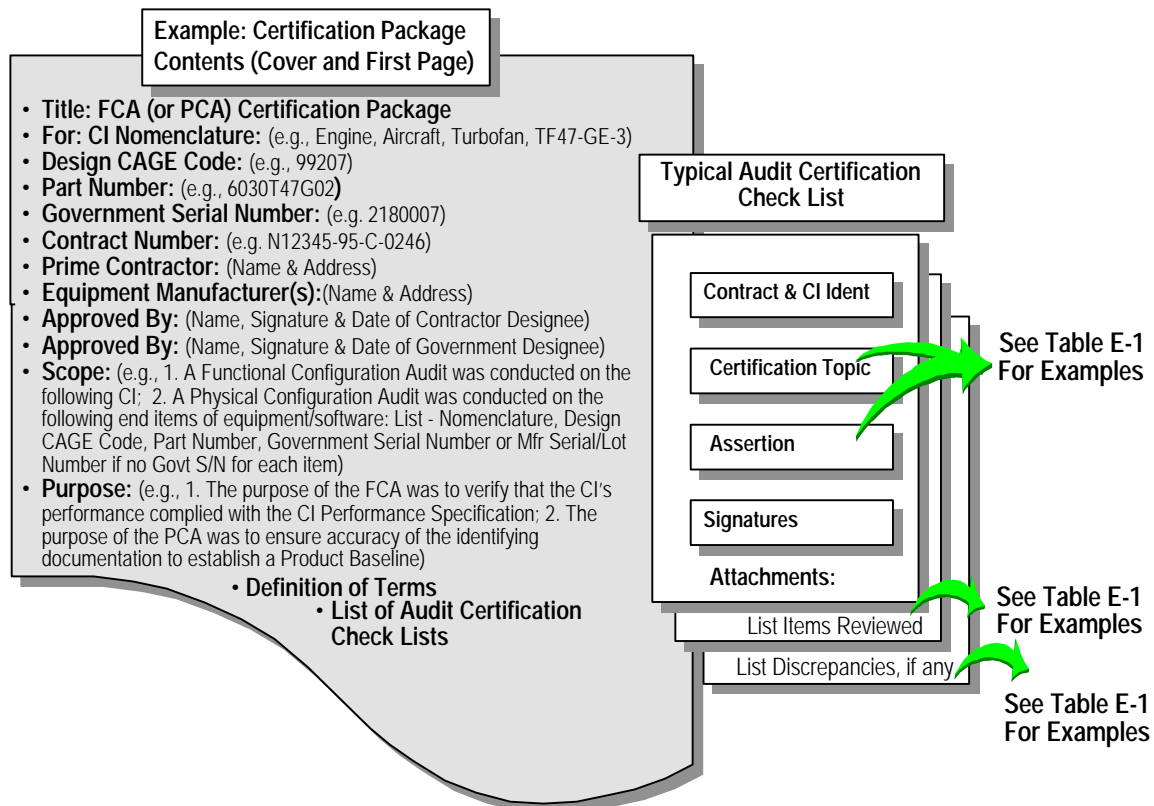 Example: Certification Package
Contents (Cover and First Page)
• Title: FCA (or PCA) Certification Package
• For: CI Nomenclature: (e.g., Engine, Aircraft, Turbofan, TF47-GE-3)
• Design CAGE Code: (e.g., 99207)
• Part Number: (e.g., 6030T47G02)
• Government Serial Number: (e.g. 2180007)
• Contract Number: (e.g. N12345-95-C-0246)
• Prime Contractor: (Name & Address)
• Equipment Manufacturer(s):(Name & Address)
• Approved By: (Name, Signature & Date of Contractor Designee)
• Approved By: (Name, Signature & Date of Government Designee)
• Scope: (e.g., 1. A Functional Configuration Audit was conducted on the
following CI; 2. A Physical Configuration Audit was conducted on the
following end items of equipment/software: List - Nomenclature, Design
CAGE Code, Part Number, Government Serial Number or Mfr Serial/Lot
Number if no Govt S/N for each item)
• Purpose: (e.g., 1. The purpose of the FCA was to verify that the CI's
performance complied with the CI Performance Specification; 2. The
purpose of the PCA was to ensure accuracy of the identifying
documentation to establish a Product Baseline)
• Definition of Terms
• List of Audit Certification
Check Lists
Typical Audit Certification
Check List
Contract & CI Ident
Certification Topic
Assertion
Signatures
Attachments:
List Items Reviewed
List Discrepancies, if any
See Table E-1
For Examples
See Table E-1
For Examples
See Table E-1
For Examples